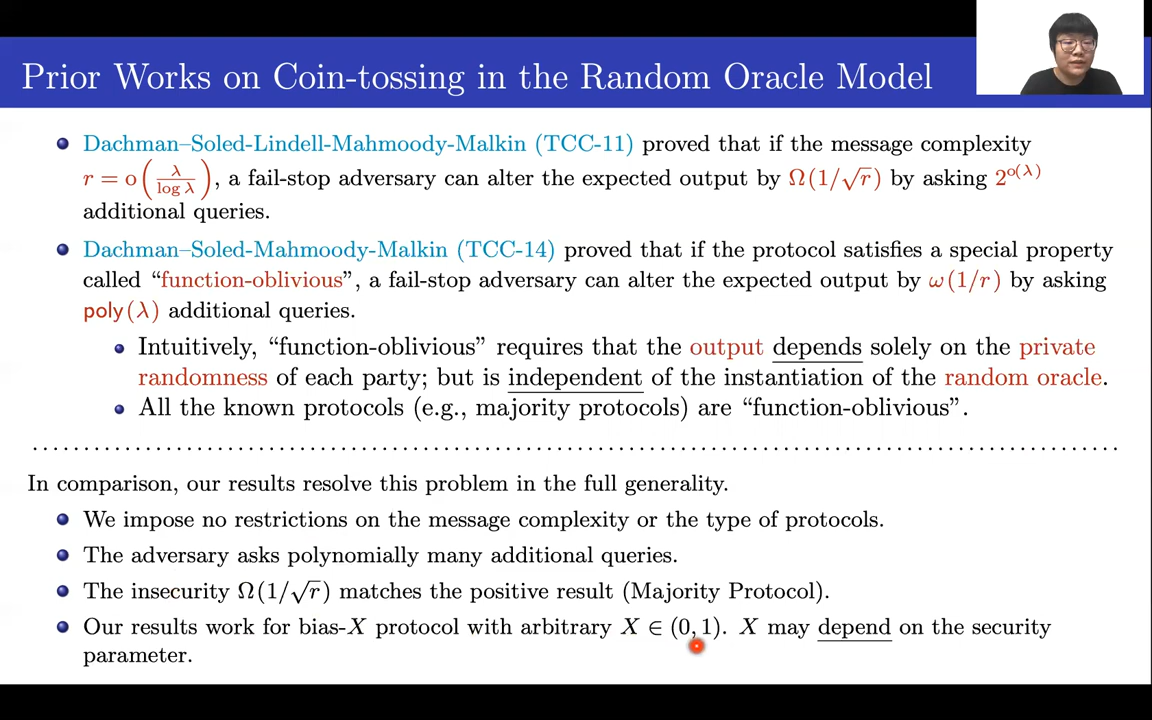 Prior Works on Coin-tossing in the Random Oracle Model
Dachman–Soled-Lindell-Mahmoody-Malkin (TCC-11) proved that if the message complexity
r = o(λ/log λ), a fail-stop adversary can alter the expected output by Ω(1/√r) by asking 2^o(λ)
additional queries.
Dachman–Soled-Mahmoody-Malkin (TCC-14) proved that if the protocol satisfies a special property
called “function-oblivious”, a fail-stop adversary can alter the expected output by ω(1/r) by asking
poly(λ) additional queries.
Intuitively, “function-oblivious” requires that the output depends solely on the private
randomness of each party; but is independent of the instantiation of the random oracle.
All the known protocols (e.g., majority protocols) are “function-oblivious”.
In comparison, our results resolve this problem in the full generality.
We impose no restrictions on the message complexity or the type of protocols.
The adversary asks polynomially many additional queries.
The insecurity Ω(1/√r) matches the positive result (Majority Protocol).
Our results work for bias-X protocol with arbitrary X ∈ (0, 1). X may depend on the security
parameter.